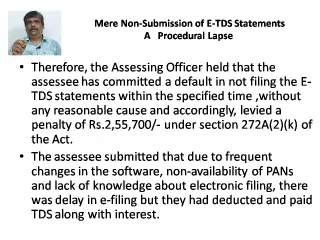 Mere Non-Submission of E-TDS Statements
A Procedural Lapse
• Therefore, the Assessing Officer held that the
assessee has committed a default in not filing the E-
TDS statements within the specified time ,without
any reasonable cause and accordingly, levied a
penalty of Rs.2,55,700/- under section 272A(2)(k) of
the Act.
• The assessee submitted that due to frequent
changes in the software, non-availability of PANs
and lack of knowledge about electronic filing, there
was delay in e-filing but they had deducted and paid
TDS along with interest.